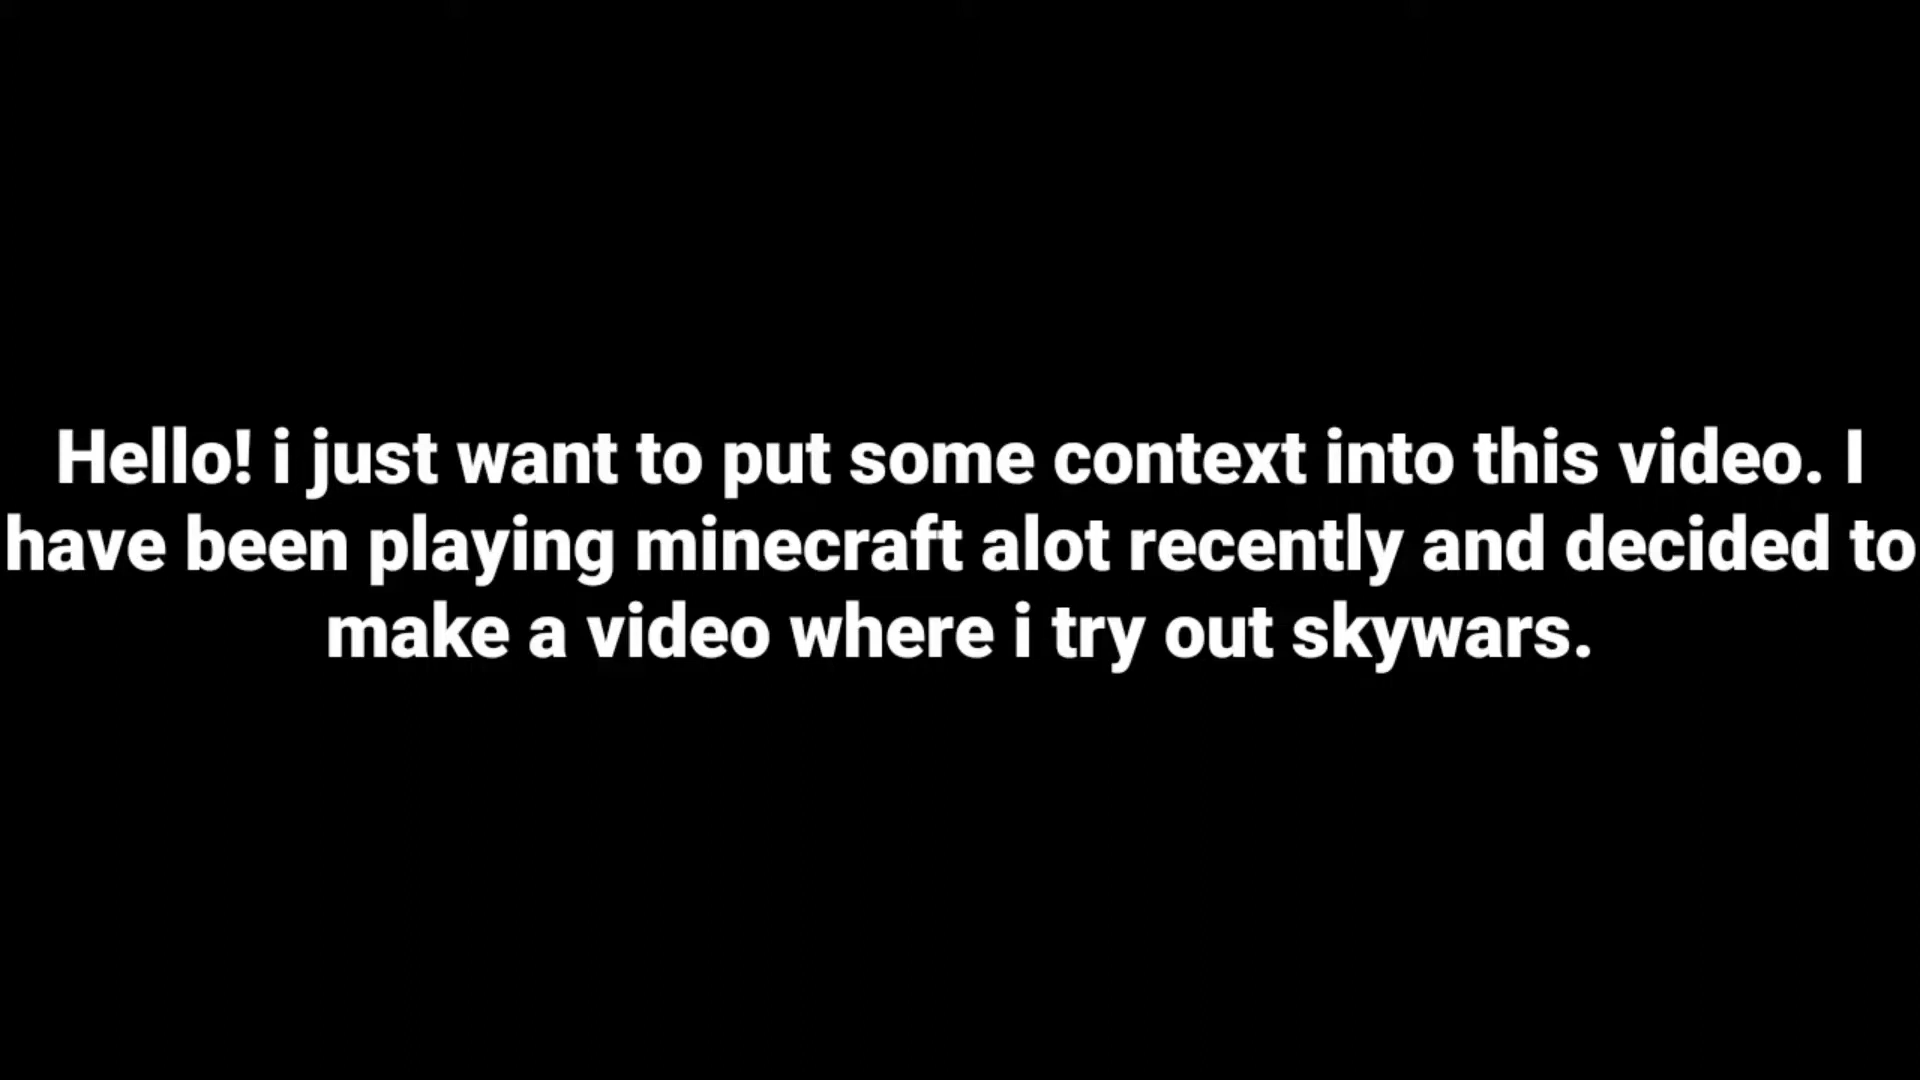 Hello! i just want to put some context into this video. I
have been playing minecraft alot recently and decided to
make a video where i try out skywars.